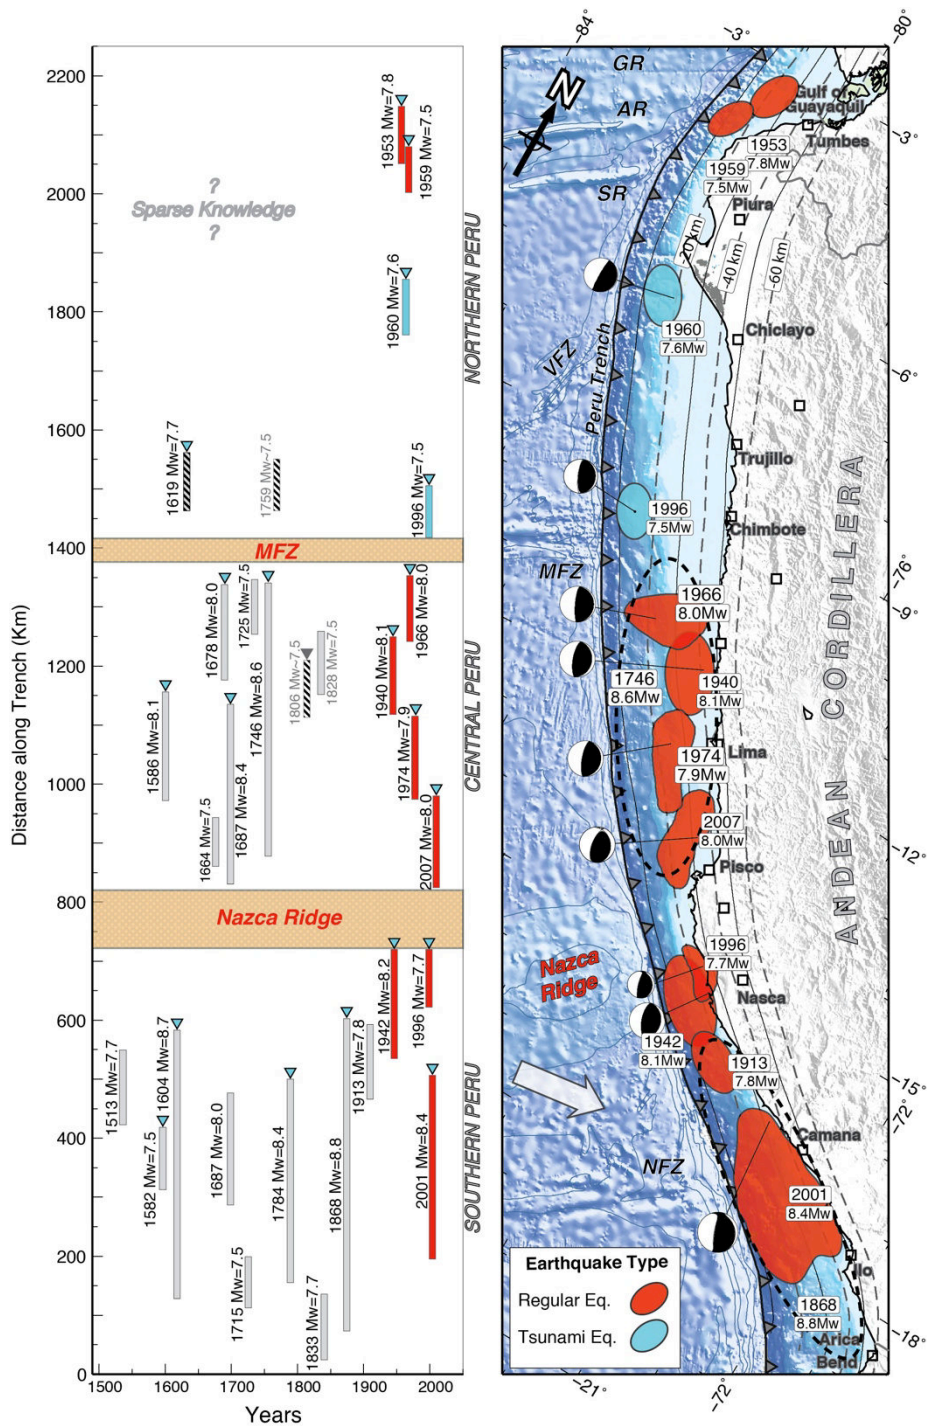 Distance along Trench (Km)
2200
2000
1800
1600
1400
1200
1000
800
600
400
200
0
1500
1600
1700
1800
1900
2000
Years
1953 Mw=7.8
1959 Mw=7.5
?
Sparse Knowledge
?
1960 Mw=7.6
NORTHERN PERU
1619 Mw=7.7
1759 Mw~7.5
1996 Mw=7.5
MFZ
1586 Mw=8.1
1664 Mw=7.5
1678 Mw=8.0
1687 Mw=8.4
1725 Mw=7.5
1746 Mw=8.6
1806 Mw~7.5
1828 Mw=7.5
1940 Mw=8.1
1966 Mw=8.0
1974 Mw=7.9
2007 Mw=8.0
CENTRAL PERU
Nazca Ridge
1513 Mw=7.7
1582 Mw=7.5
1604 Mw=8.7
1687 Mw=8.0
1715 Mw=7.5
1784 Mw=8.4
1833 Mw=7.7
1868 Mw=8.8
1913 Mw=7.8
1942 Mw=8.2
1996 Mw=7.7
2001 Mw=8.4
SOUTHERN PERU
-84°
-3°
-80°
GR
N
AR
Gulf of
Guayaquil
Tumbes
-3°
1953
7.8Mw
1959
7.5Mw
SR
Piura
-20 km
-40 km
-60 km
1960
7.6Mw
Chiclayo
VFZ
Peru Trench
-6°
Trujillo
1996
7.5Mw
Chimbote
MFZ
-76°
1966
8.0Mw
-9°
1746
8.6Mw
1940
8.1Mw
1974
7.9Mw
Lima
2007
8.0Mw
Pisco
-12°
ANDEAN CORDILLERA
1996
7.7Mw
Nazca
Ridge
Nasca
1942
8.1Mw
1913
7.8Mw
-15°
-72°
Camana
NFZ
2001
8.4Mw
Ilo
1868
8.8Mw
Arica
Bend
-18°
-21°
-72°
Earthquake Type
Regular Eq.
Tsunami Eq.